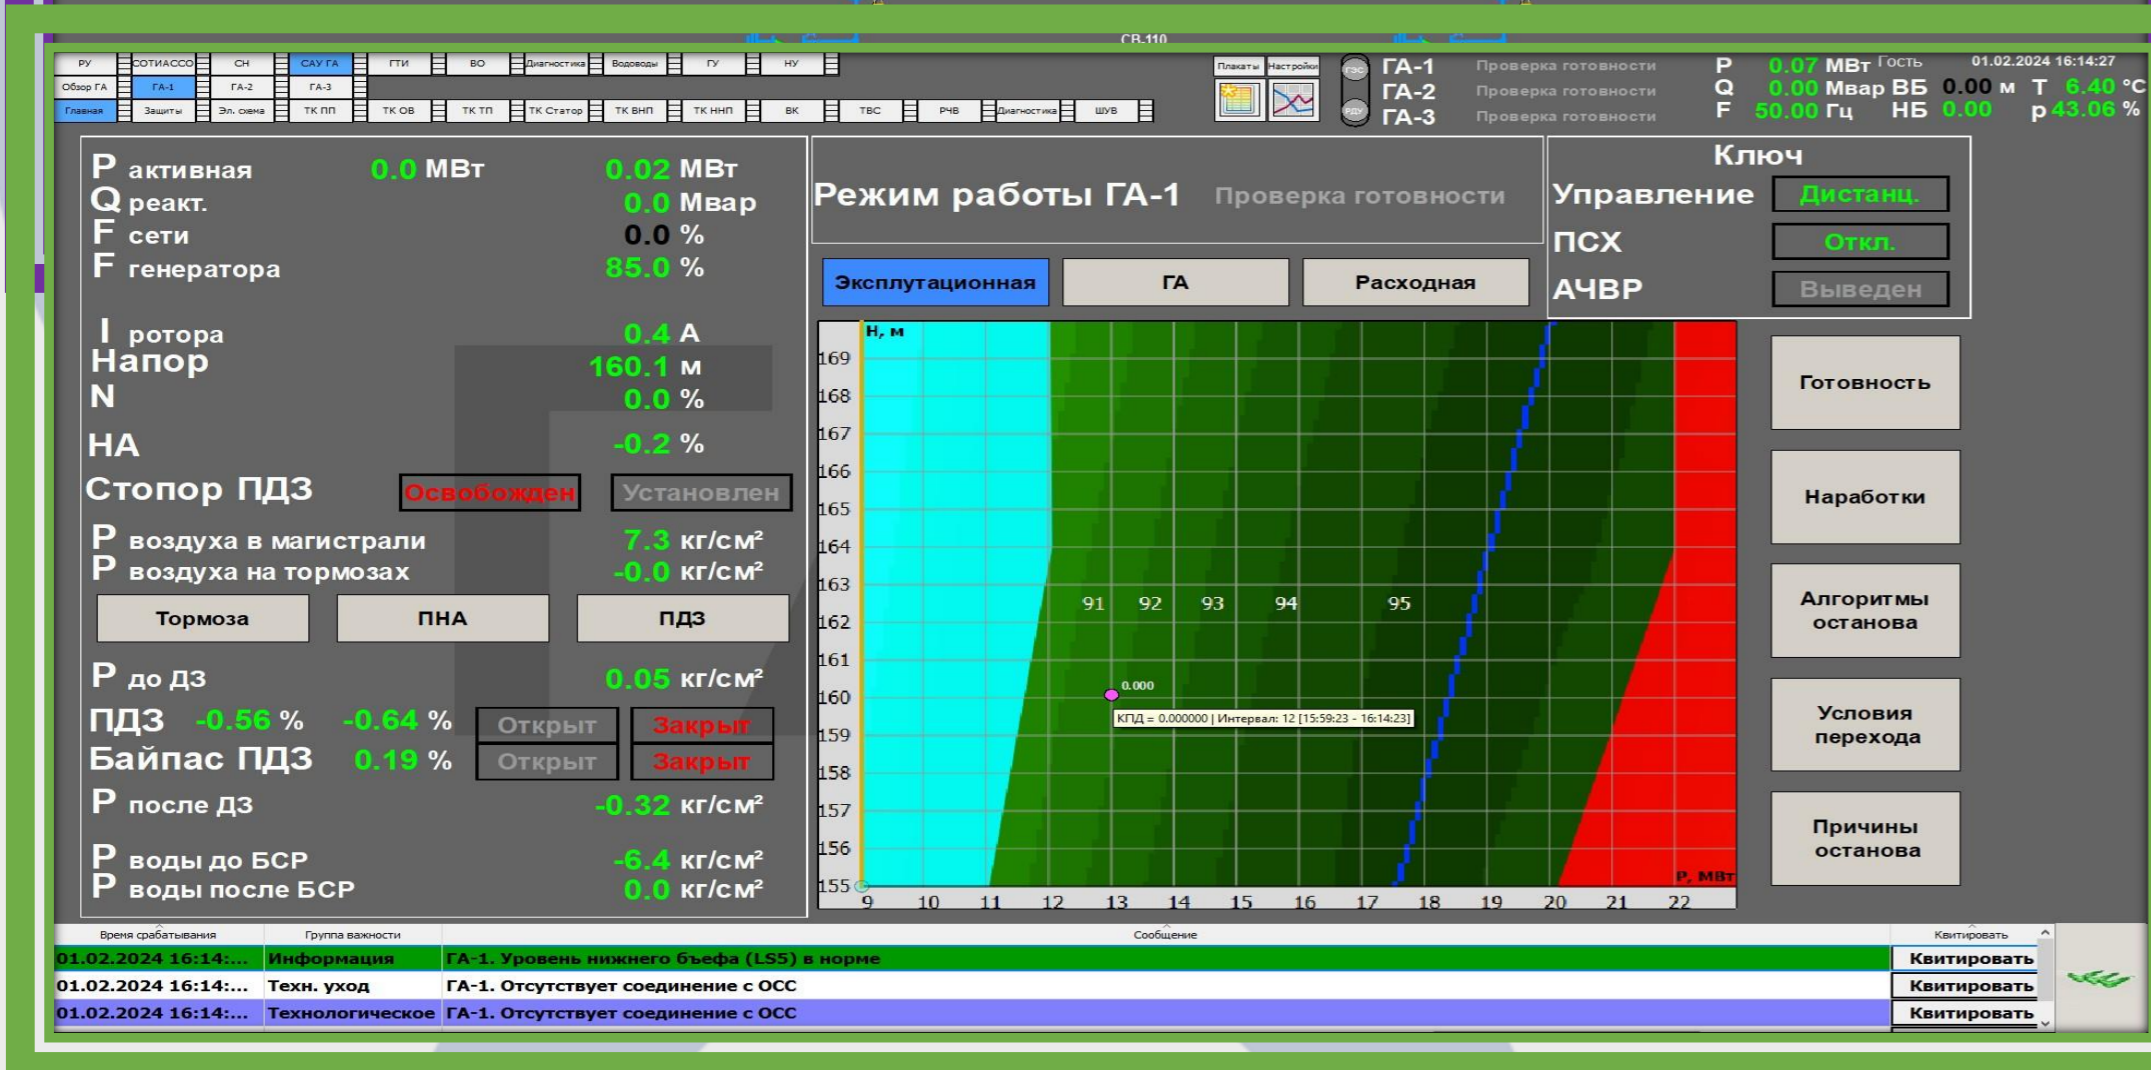 СВ-110
РУ СОТИАССО СН САУ ГА ГТИ ВО Диагностика Водоводы ГУ НУ
Обзор ГА ГА-1 ГА-2 ГА-3
Главная Защиты Эл. схема ТК ПП ТК ОВ ТК ТП ТК Статор ТК ВНП ТК ННП ВК ТВС РЧВ Диагностика ШУВ
Плакаты Настройки
ГЭС
РДУ
ГА-1 Проверка готовности
ГА-2 Проверка готовности
ГА-3 Проверка готовности
P 0.07 МВт Гость 01.02.2024 16:14:27
Q 0.00 Мвар ВБ 0.00 м T 6.40 °C
F 50.00 Гц НБ 0.00 p 43.06 %
P активная 0.0 МВт 0.02 МВт
Q реакт. 0.0 Мвар
F сети 0.0 %
F генератора 85.0 %
I ротора 0.4 А
Напор 160.1 м
N 0.0 %
НА -0.2 %
Стопор ПДЗ Освобожден Установлен
P воздуха в магистрали 7.3 кг/см²
P воздуха на тормозах -0.0 кг/см²
Тормоза ПНА ПДЗ
P до ДЗ 0.05 кг/см²
ПДЗ -0.56 % -0.64 % Открыт Закрыт
Байпас ПДЗ 0.19 % Открыт Закрыт
P после ДЗ -0.32 кг/см²
P воды до БСР -6.4 кг/см²
P воды после БСР 0.0 кг/см²
Режим работы ГА-1 Проверка готовности
Эксплутационная ГА Расходная
Ключ
Управление Дистанц.
ПСХ Откл.
АЧВР Выведен
H, м
169
168
167
166
165
164
163
91 92 93 94 95
162
161
160
0.000
КПД = 0.000000 | Интервал: 12 [15:59:23 - 16:14:23]
159
158
157
156
155
P, МВт
9 10 11 12 13 14 15 16 17 18 19 20 21 22
Готовность
Наработки
Алгоритмы
останова
Условия
перехода
Причины
останова
Время срабатывания Группа важности Сообщение Квитировать
01.02.2024 16:14:... Информация ГА-1. Уровень нижнего бъефа (LS5) в норме Квитировать
01.02.2024 16:14:... Техн. уход ГА-1. Отсутствует соединение с ОСС Квитировать
01.02.2024 16:14:... Технологическое ГА-1. Отсутствует соединение с ОСС Квитировать